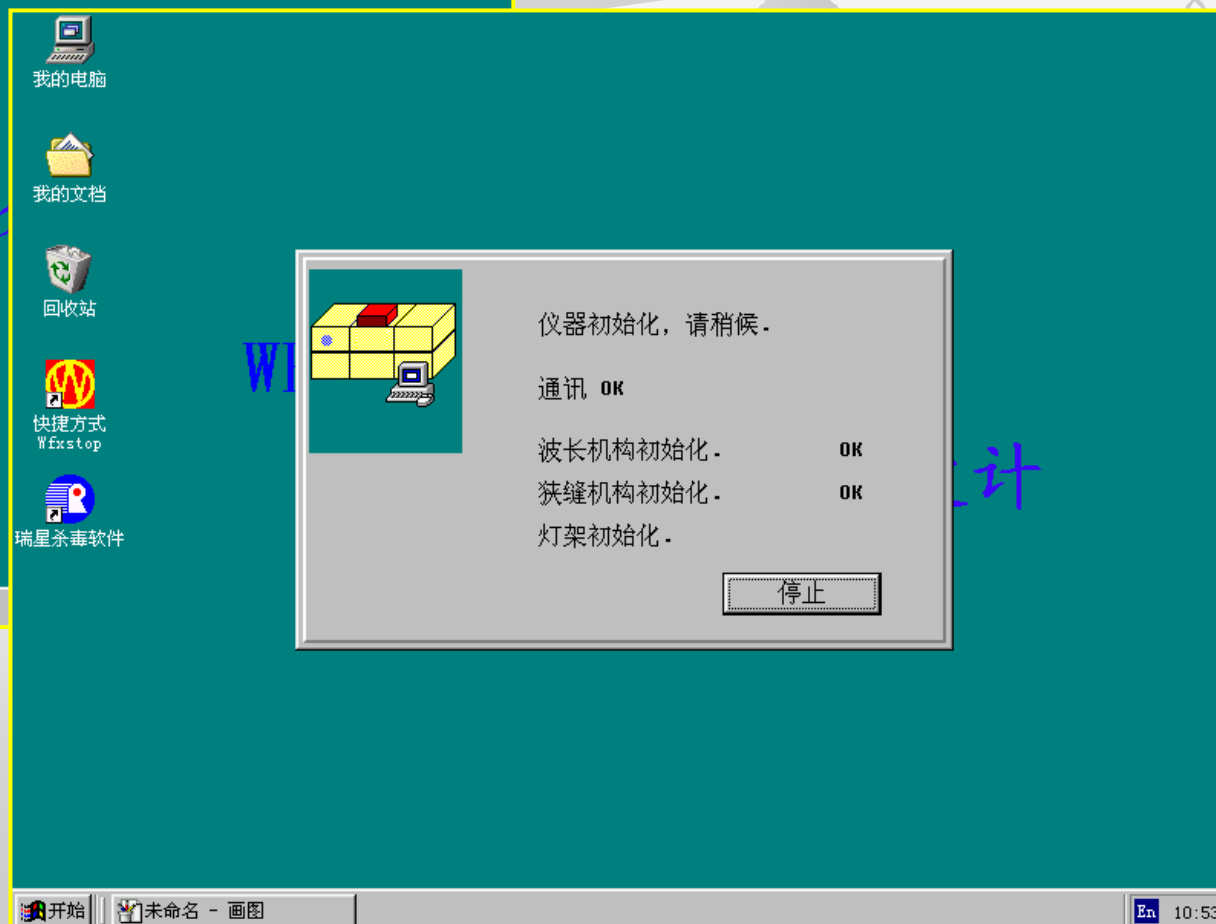 我的电脑
我的文档
回收站
快捷方式
Wfxstop
瑞星杀毒软件
仪器初始化，请稍候.
通讯 OK
波长机构初始化. OK
狭缝机构初始化. OK
灯架初始化.
停止
计
开始
未命名 - 画图
En
10:53